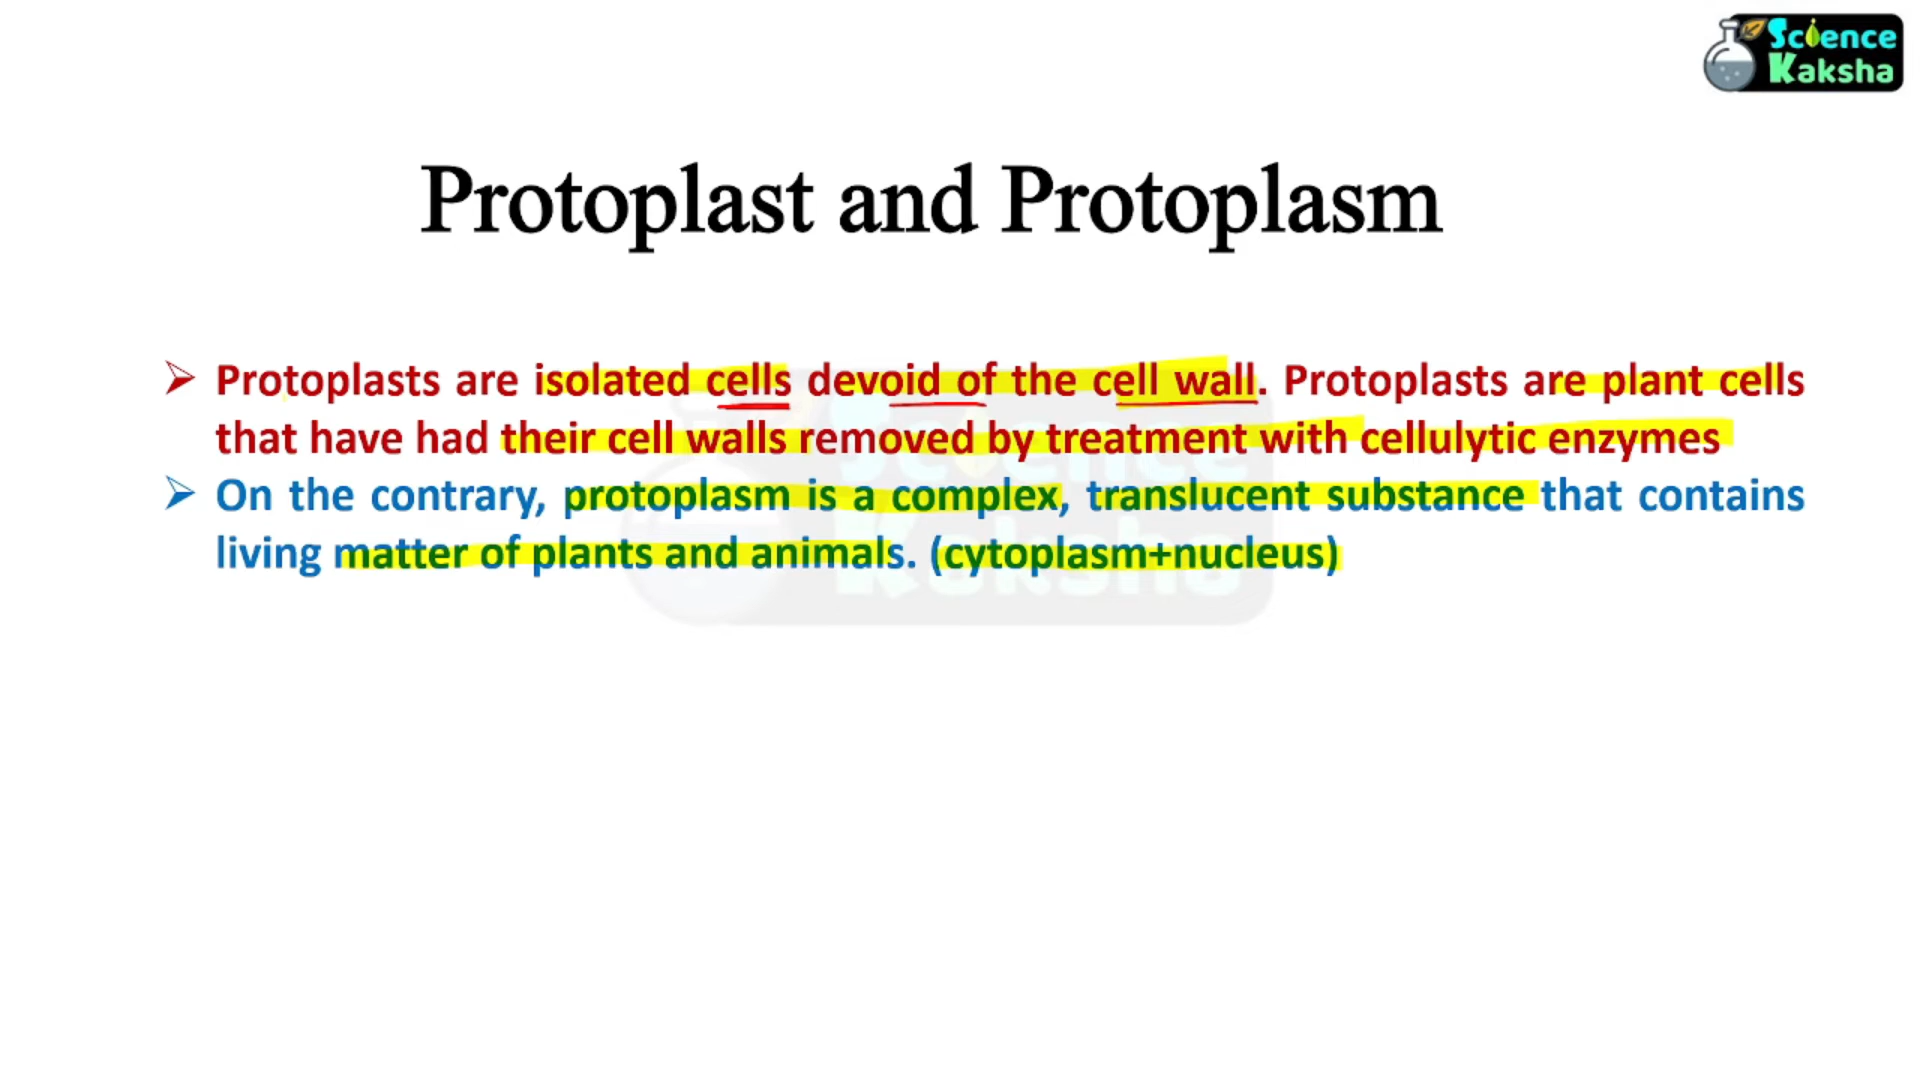 Science
Kaksha
Protoplast and Protoplasm
➢ Protoplasts are isolated cells devoid of the cell wall. Protoplasts are plant cells
that have had their cell walls removed by treatment with cellulytic enzymes
➢ On the contrary, protoplasm is a complex, translucent substance that contains
living matter of plants and animals. (cytoplasm+nucleus)
Science
Kaksha